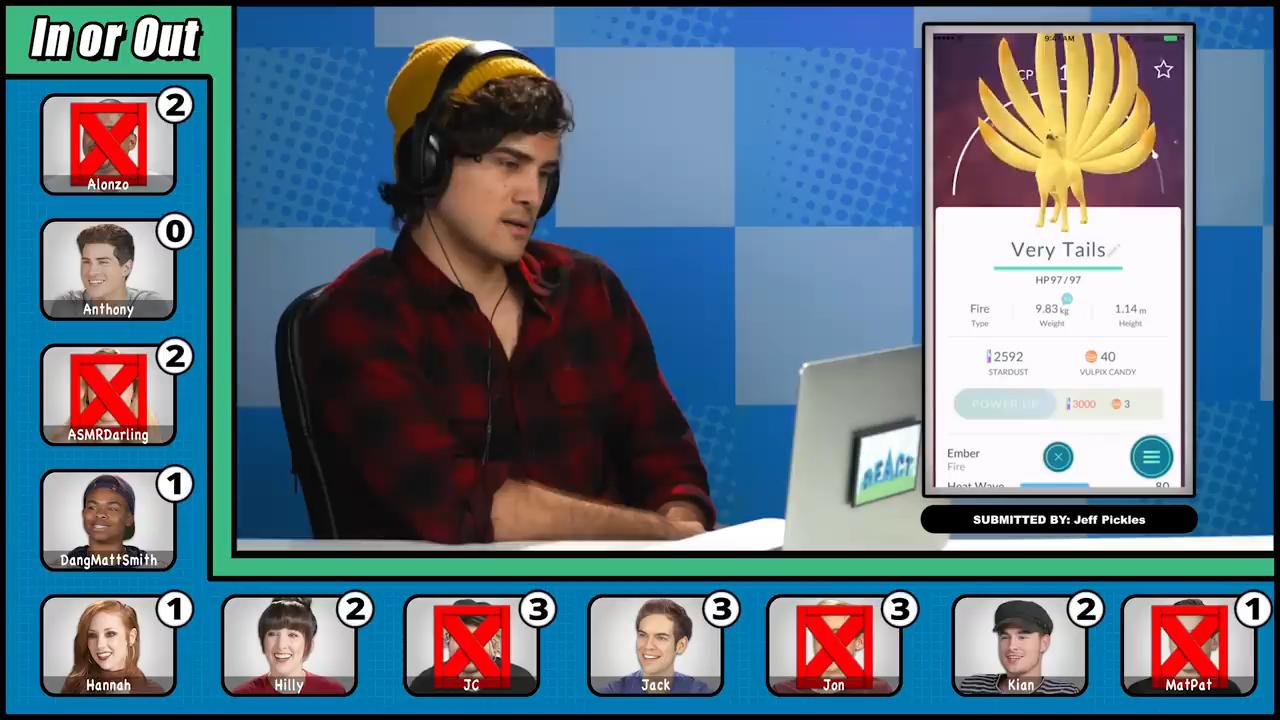 In or Out
2
Alonzo
0
Anthony
2
ASMRDarling
1
DangMattSmith
1
Hannah
2
Hilly
3
JC
3
Jack
3
Jon
2
Kian
1
MatPat
REACT
CP
Very Tails
HP 97 / 97
Fire
Type
9.83 kg
Weight
1.14 m
Height
2592
STARDUST
40
VULPIX CANDY
POWER UP
3000
3
Ember
Fire
Heat Wave
80
SUBMITTED BY: Jeff Pickles